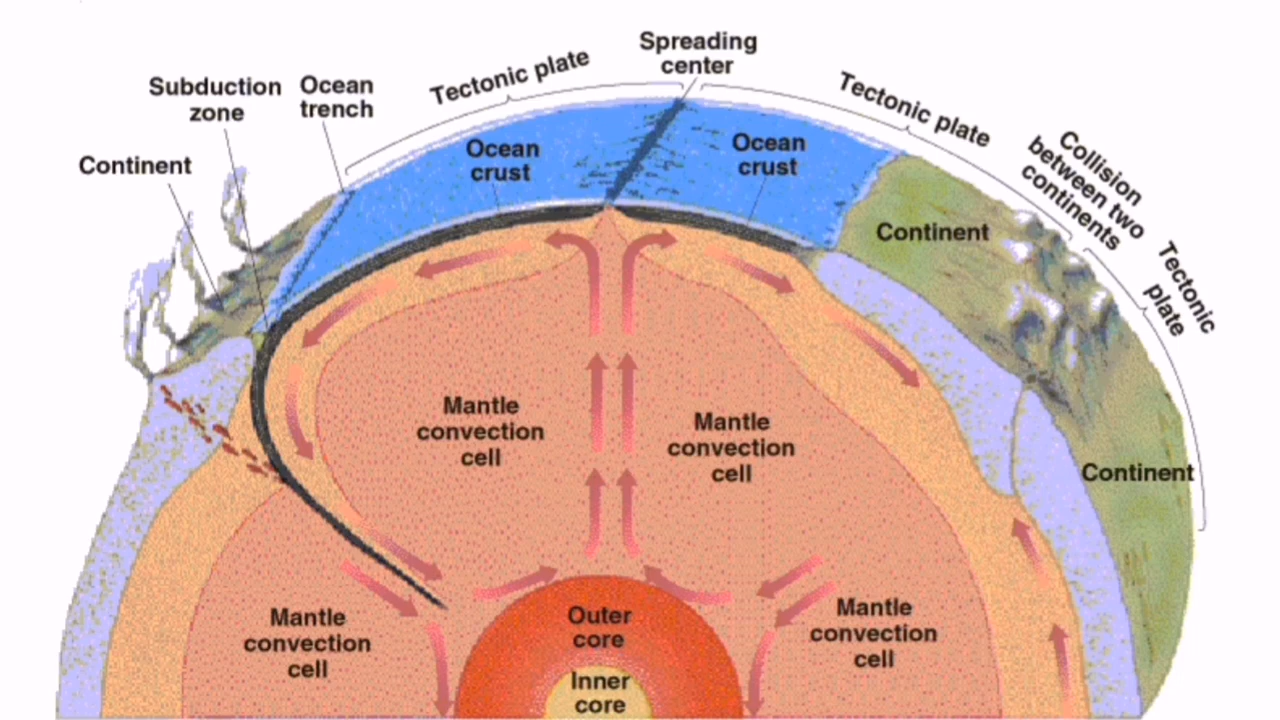 Spreading
center
Tectonic plate
Subduction
zone
Ocean
trench
Tectonic plate
Continent
Ocean
crust
Ocean
crust
Collision
between two
continents
Continent
Tectonic
plate
Mantle
convection
cell
Mantle
convection
cell
Continent
Mantle
convection
cell
Outer
core
Mantle
convection
cell
Inner
core